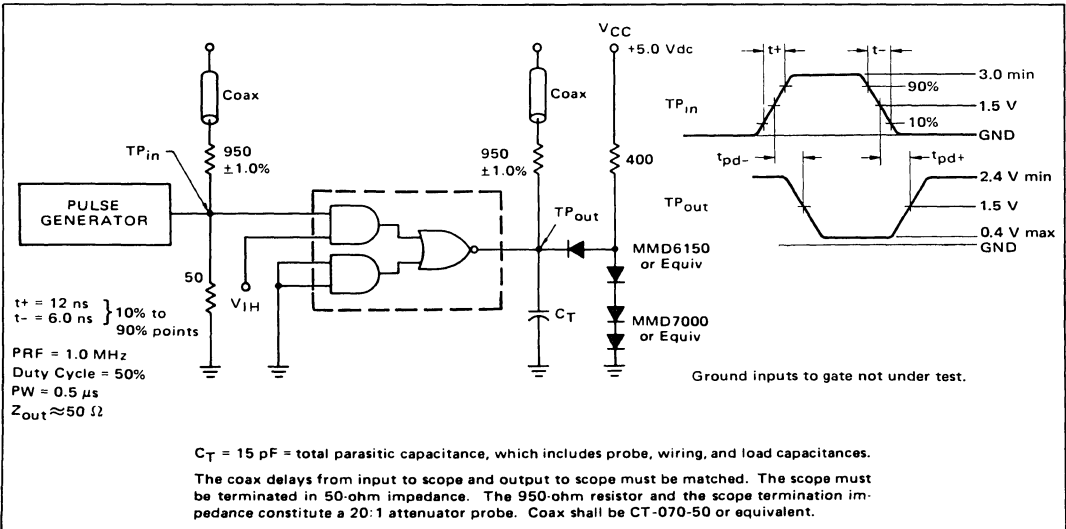 VCC
+5.0 Vdc
Coax
Coax
TPin
950
±1.0%
950
±1.0%
400
PULSE
GENERATOR
50
VIH
TPout
CT
MMD6150
or Equiv
MMD7000
or Equiv
t+ = 12 ns
t− = 6.0 ns
10% to
90% points
PRF = 1.0 MHz
Duty Cycle = 50%
PW = 0.5 μs
Zout ≈ 50 Ω
t+
t−
TPin
3.0 min
90%
1.5 V
10%
GND
tpd−
tpd+
TPout
2.4 V min
1.5 V
0.4 V max
GND
Ground inputs to gate not under test.
CT = 15 pF = total parasitic capacitance, which includes probe, wiring, and load capacitances.
The coax delays from input to scope and output to scope must be matched. The scope must
be terminated in 50-ohm impedance. The 950-ohm resistor and the scope termination im-
pedance constitute a 20:1 attenuator probe. Coax shall be CT-070-50 or equivalent.